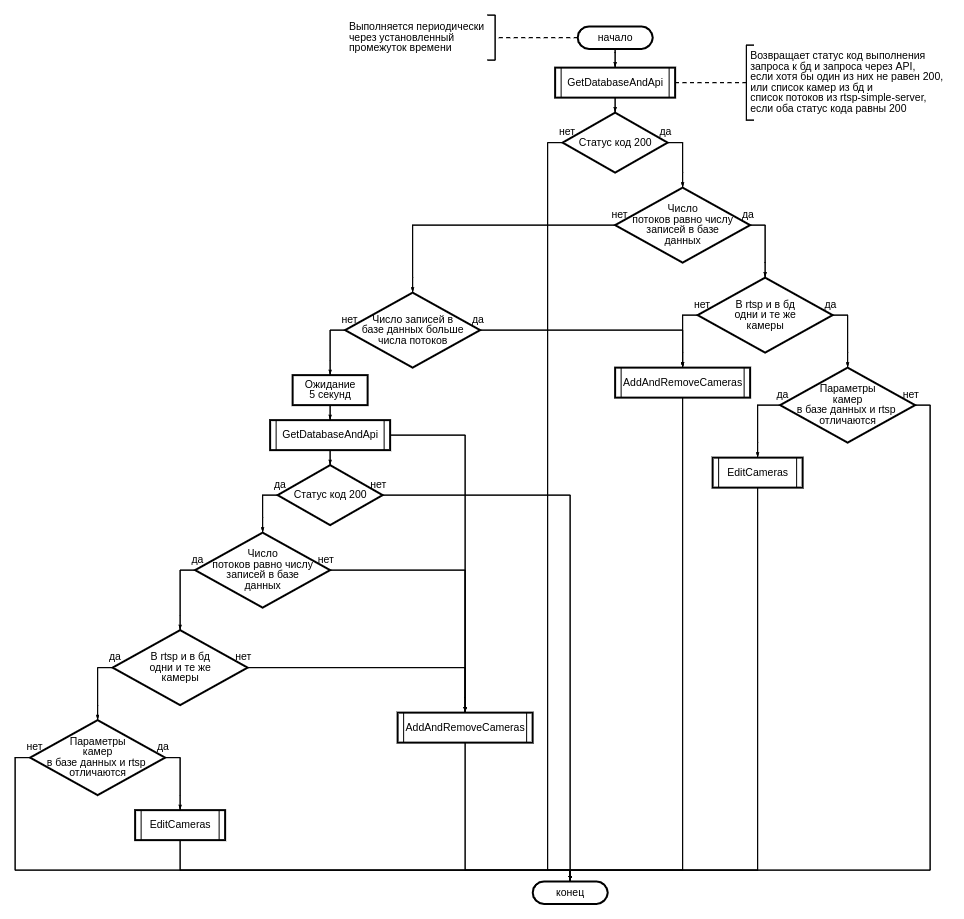 Выполняется периодически
через установленный
промежуток времени
начало
GetDatabaseAndApi
Возвращает статус код выполнения
запроса к бд и запроса через API,
если хотя бы один из них не равен 200,
или список камер из бд и
список потоков из rtsp-simple-server,
если оба статус кода равны 200
нет
да
Статус код 200
нет
да
Число
потоков равно числу
записей в базе
данных
нет
да
Число записей в
базе данных больше
числа потоков
нет
да
В rtsp и в бд
одни и те же
камеры
Ожидание
5 секунд
AddAndRemoveCameras
да
нет
Параметры
камер
в базе данных и rtsp
отличаются
GetDatabaseAndApi
EditCameras
да
нет
Статус код 200
да
нет
Число
потоков равно числу
записей в базе
данных
да
нет
В rtsp и в бд
одни и те же
камеры
AddAndRemoveCameras
нет
да
Параметры
камер
в базе данных и rtsp
отличаются
EditCameras
конец